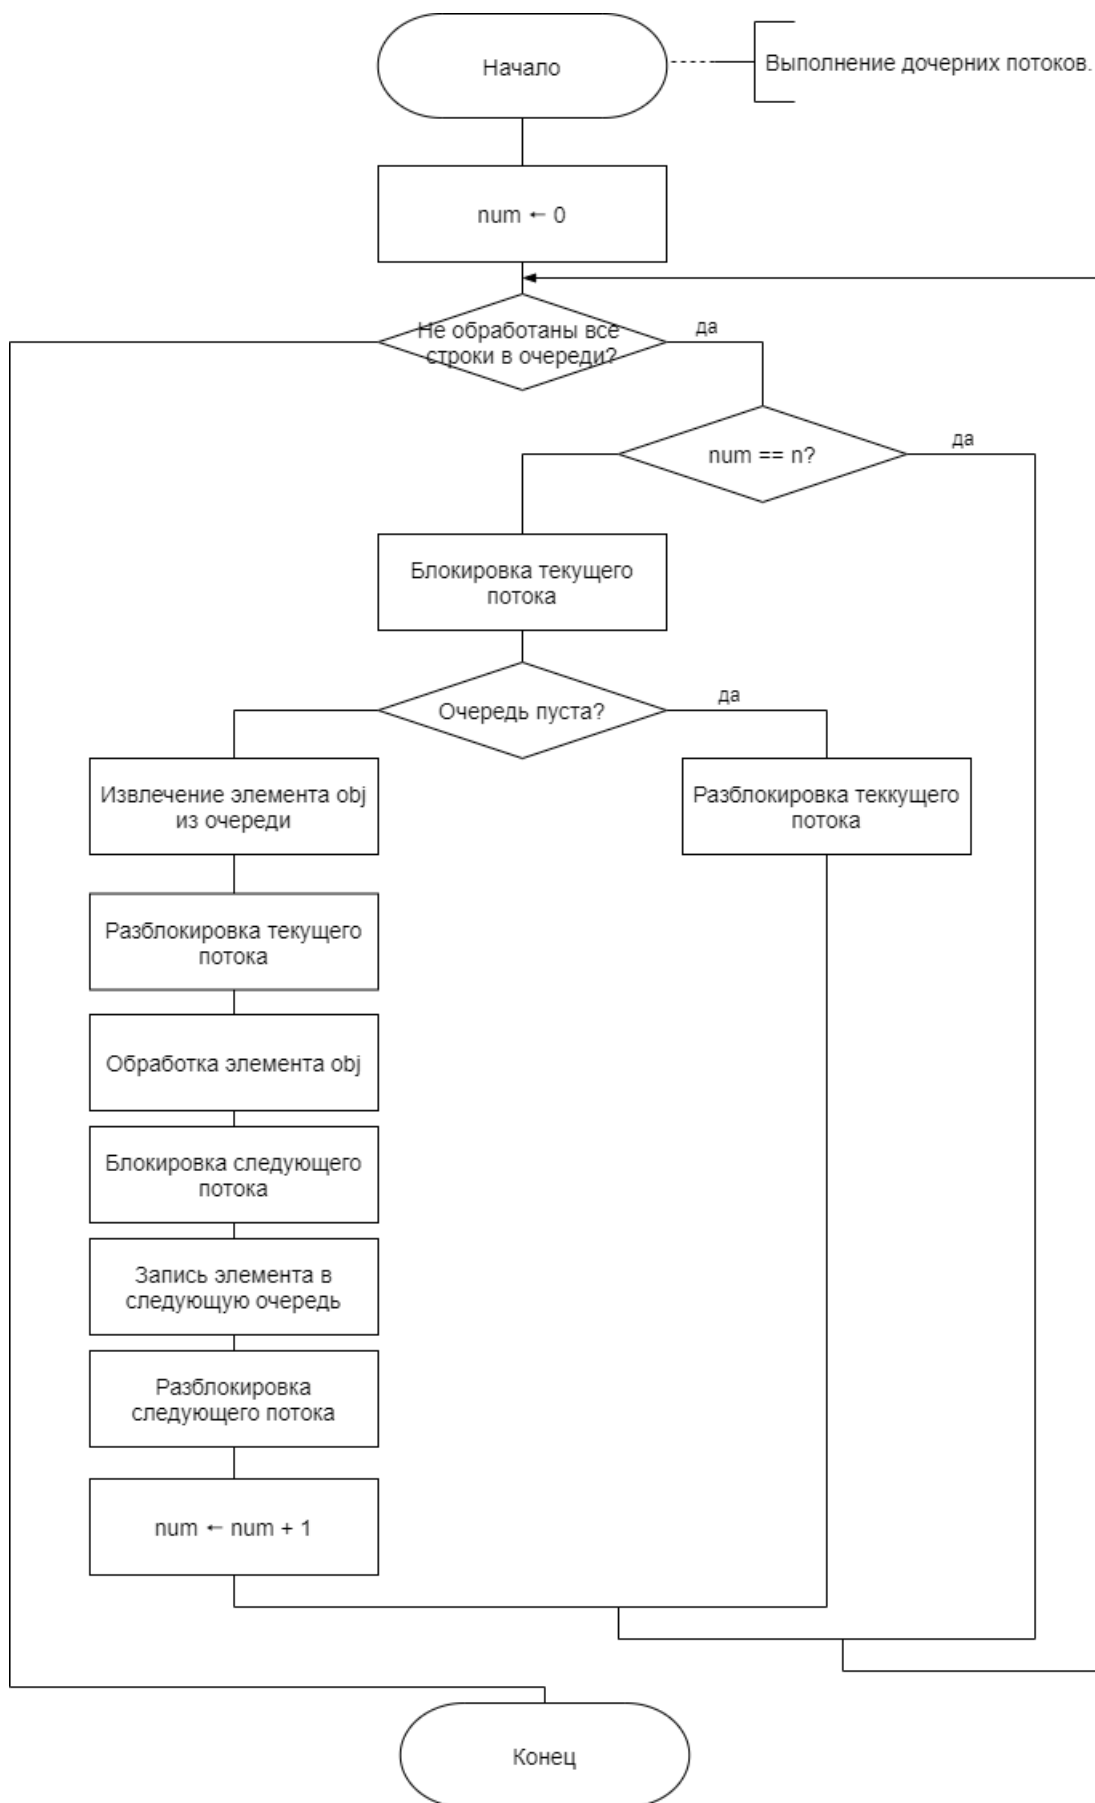 Начало
Выполнение дочерних потоков.
num ← 0
Не обработаны все
строки в очереди?
да
num == n?
да
Блокировка текущего
потока
Очередь пуста?
да
Извлечение элемента obj
из очереди
Разблокировка теккущего
потока
Разблокировка текущего
потока
Обработка элемента obj
Блокировка следующего
потока
Запись элемента в
следующую очередь
Разблокировка
следующего потока
num ← num + 1
Конец